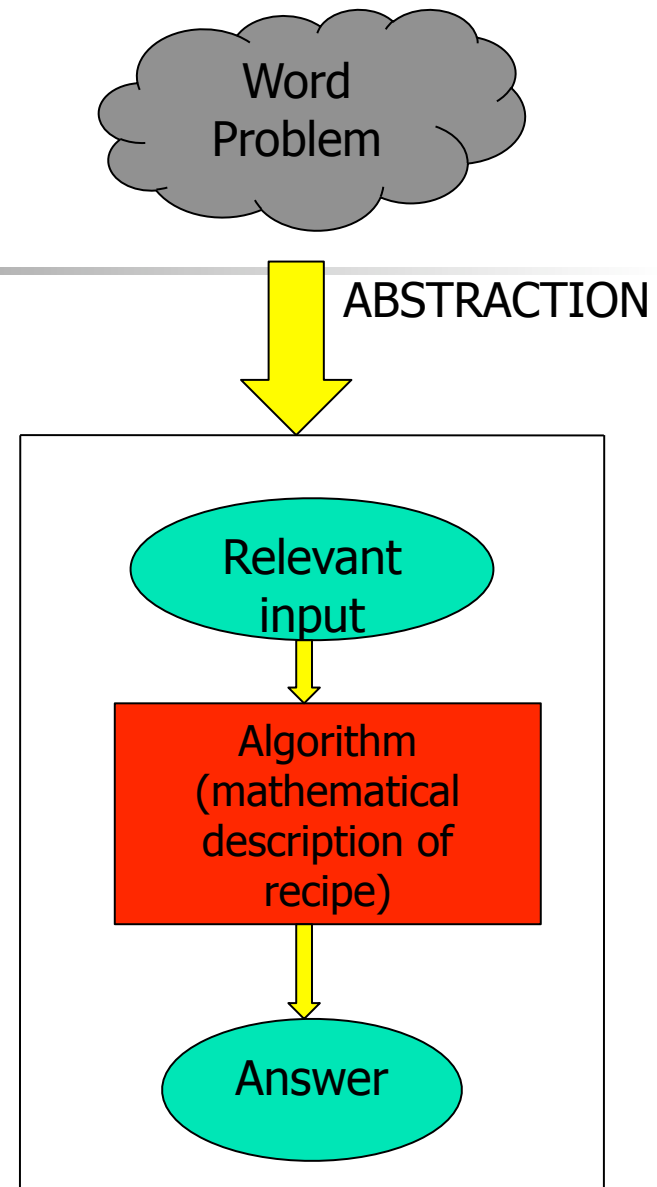 Word
Problem
ABSTRACTION
Relevant
input
Algorithm
(mathematical
description of
recipe)
Answer